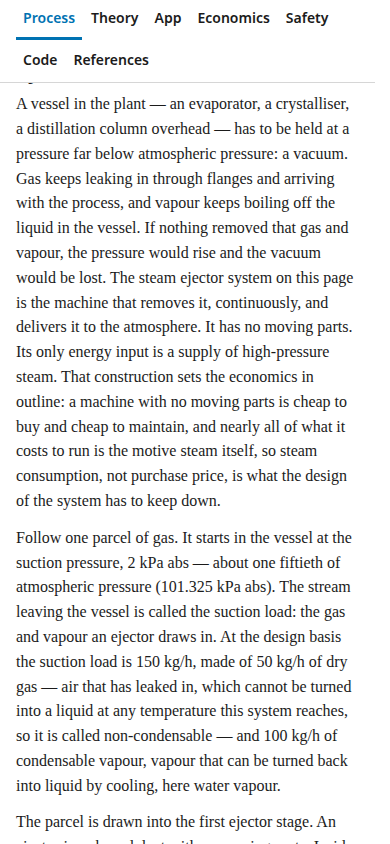 Process Theory App Economics Safety
Code References
A vessel in the plant — an evaporator, a crystalliser,
a distillation column overhead — has to be held at a
pressure far below atmospheric pressure: a vacuum.
Gas keeps leaking in through flanges and arriving
with the process, and vapour keeps boiling off the
liquid in the vessel. If nothing removed that gas and
vapour, the pressure would rise and the vacuum
would be lost. The steam ejector system on this page
is the machine that removes it, continuously, and
delivers it to the atmosphere. It has no moving parts.
Its only energy input is a supply of high-pressure
steam. That construction sets the economics in
outline: a machine with no moving parts is cheap to
buy and cheap to maintain, and nearly all of what it
costs to run is the motive steam itself, so steam
consumption, not purchase price, is what the design
of the system has to keep down.
Follow one parcel of gas. It starts in the vessel at the
suction pressure, 2 kPa abs — about one fiftieth of
atmospheric pressure (101.325 kPa abs). The stream
leaving the vessel is called the suction load: the gas
and vapour an ejector draws in. At the design basis
the suction load is 150 kg/h, made of 50 kg/h of dry
gas — air that has leaked in, which cannot be turned
into a liquid at any temperature this system reaches,
so it is called non-condensable — and 100 kg/h of
condensable vapour, vapour that can be turned back
into liquid by cooling, here water vapour.
The parcel is drawn into the first ejector stage. An